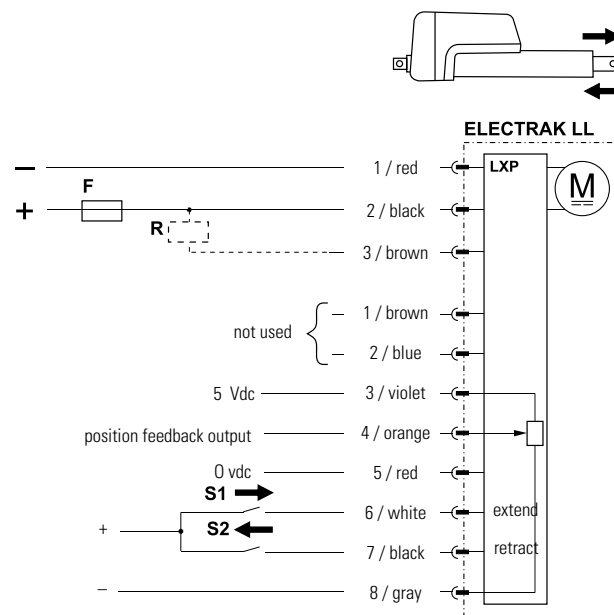 ELECTRAK LL
LXP
M
− 1 / red
F
+ 2 / black
R
3 / brown
1 / brown
not used
2 / blue
5 Vdc 3 / violet
position feedback output 4 / orange
0 vdc 5 / red
S1
6 / white extend
+
S2
7 / black retract
− 8 / gray